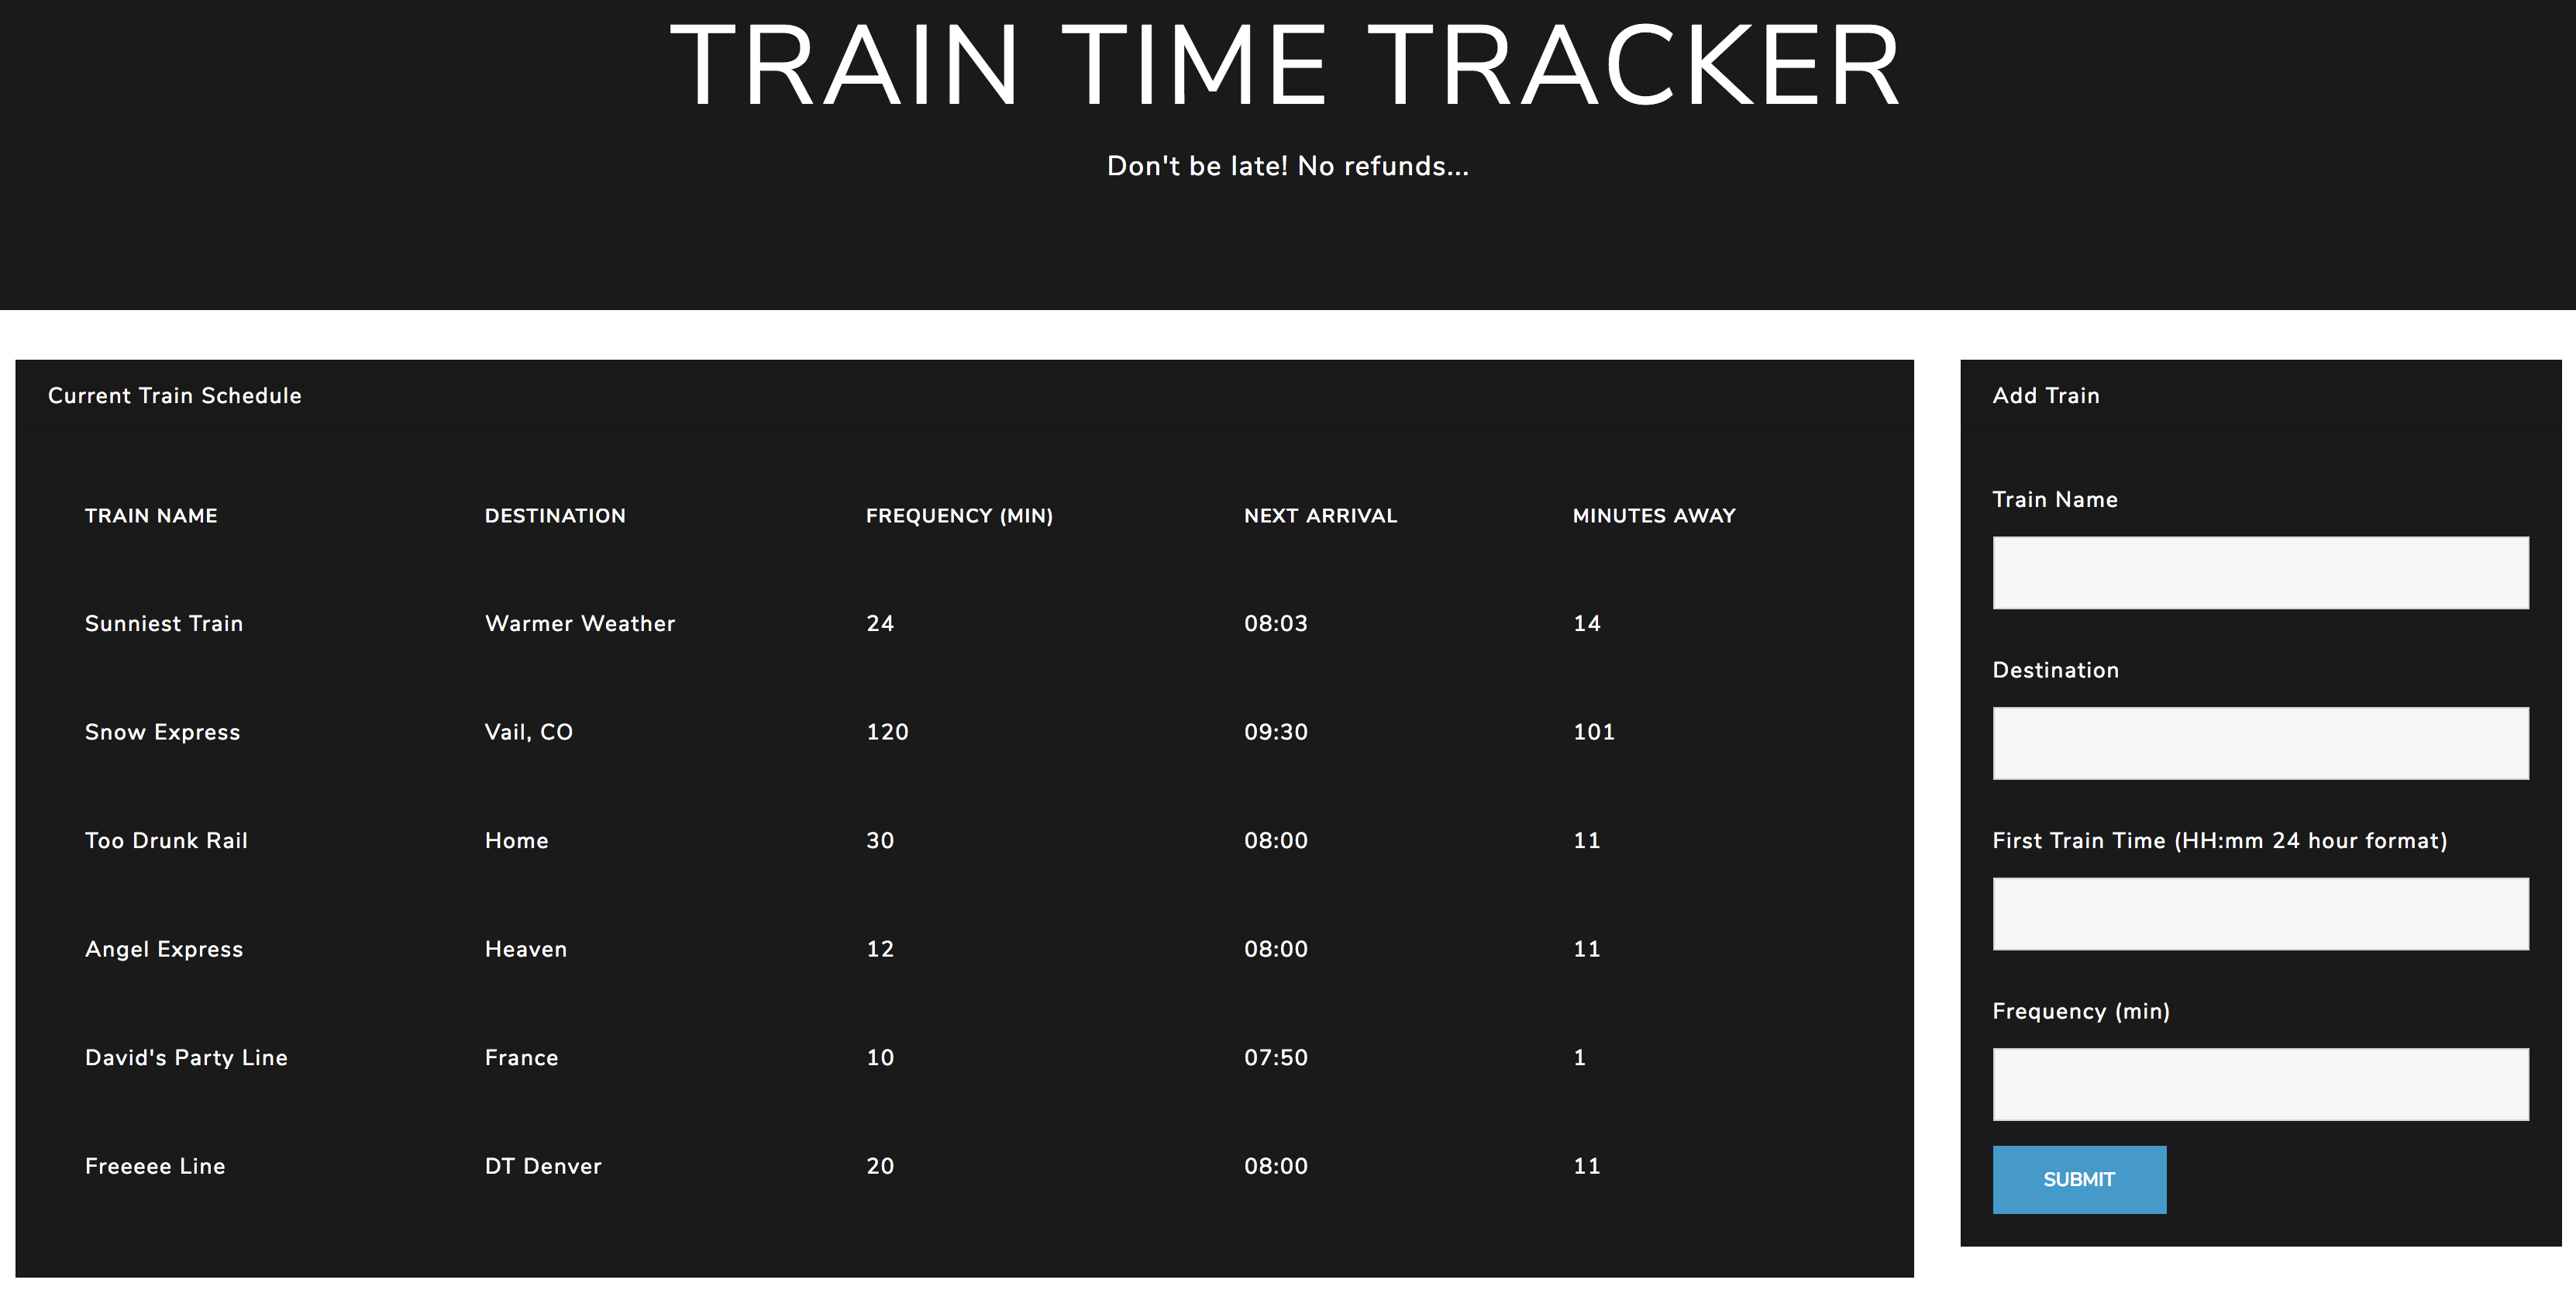 TRAIN TIME TRACKER
Don't be late! No refunds...
Current Train Schedule
TRAIN NAME DESTINATION FREQUENCY (MIN) NEXT ARRIVAL MINUTES AWAY
Sunniest Train Warmer Weather 24 08:03 14
Snow Express Vail, CO 120 09:30 101
Too Drunk Rail Home 30 08:00 11
Angel Express Heaven 12 08:00 11
David's Party Line France 10 07:50 1
Freeeee Line DT Denver 20 08:00 11
Add Train
Train Name
Destination
First Train Time (HH:mm 24 hour format)
Frequency (min)
SUBMIT